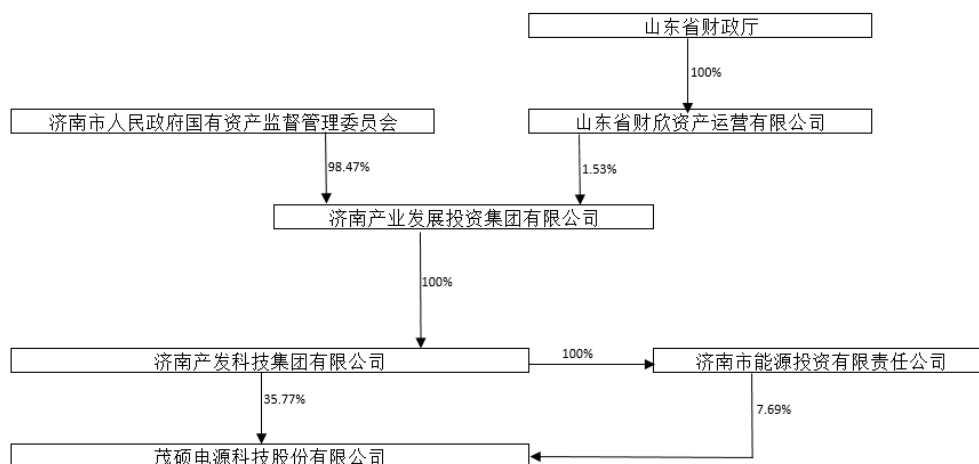 山东省财政厅
100%
济南市人民政府国有资产监督管理委员会
山东省财欣资产运营有限公司
98.47%
1.53%
济南产业发展投资集团有限公司
100%
济南产发科技集团有限公司
100%
济南市能源投资有限责任公司
35.77%
7.69%
茂硕电源科技股份有限公司